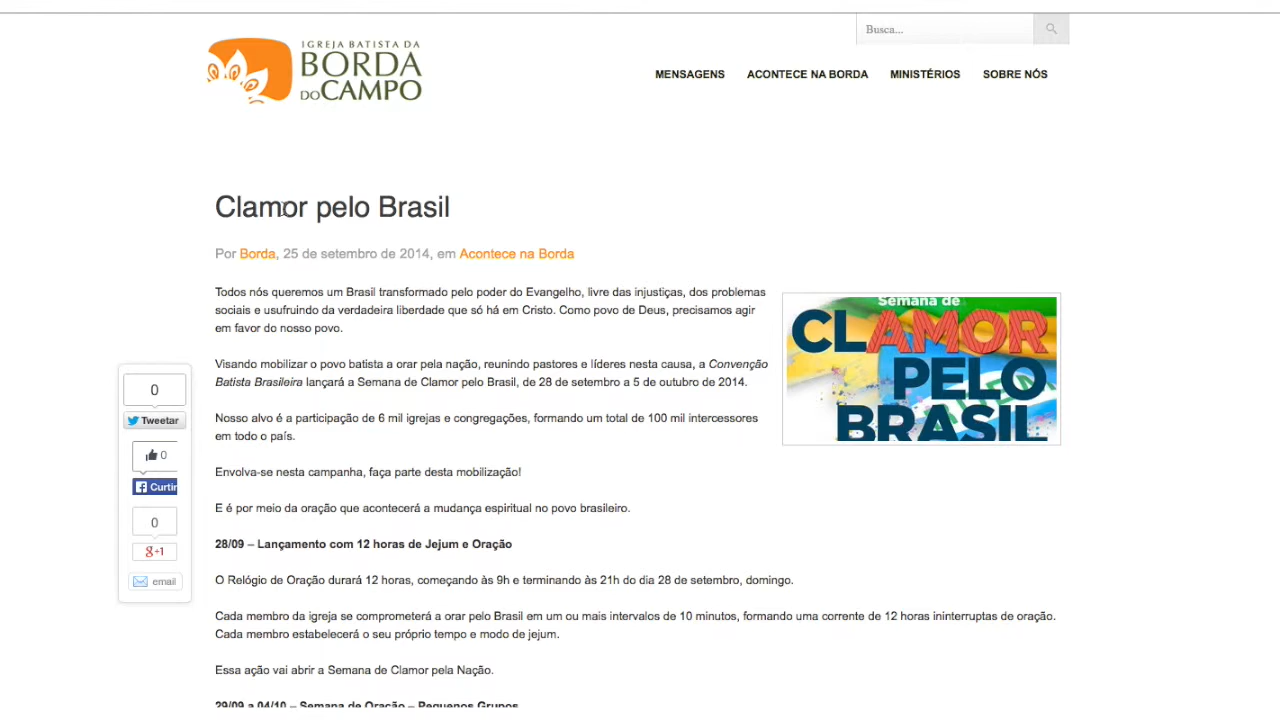 Busca...
IGREJA BATISTA DA
BORDA
DO CAMPO
MENSAGENS ACONTECE NA BORDA MINISTÉRIOS SOBRE NÓS
Clamor pelo Brasil
Por Borda, 25 de setembro de 2014, em Acontece na Borda
Todos nós queremos um Brasil transformado pelo poder do Evangelho, livre das injustiças, dos problemas
sociais e usufruindo da verdadeira liberdade que só há em Cristo. Como povo de Deus, precisamos agir
em favor do nosso povo.
Semana de
CLAMOR
PELO
BRASIL
Visando mobilizar o povo batista a orar pela nação, reunindo pastores e líderes nesta causa, a Convenção
Batista Brasileira lançará a Semana de Clamor pelo Brasil, de 28 de setembro a 5 de outubro de 2014.
Nosso alvo é a participação de 6 mil igrejas e congregações, formando um total de 100 mil intercessores
em todo o país.
Envolva-se nesta campanha, faça parte desta mobilização!
E é por meio da oração que acontecerá a mudança espiritual no povo brasileiro.
28/09 – Lançamento com 12 horas de Jejum e Oração
O Relógio de Oração durará 12 horas, começando às 9h e terminando às 21h do dia 28 de setembro, domingo.
Cada membro da igreja se comprometerá a orar pelo Brasil em um ou mais intervalos de 10 minutos, formando uma corrente de 12 horas ininterruptas de oração.
Cada membro estabelecerá o seu próprio tempo e modo de jejum.
Essa ação vai abrir a Semana de Clamor pela Nação.
29/09 a 04/10 – Semana de Oração – Pequenos Grupos
0
Tweetar
0
Curtir
0
g+1
email